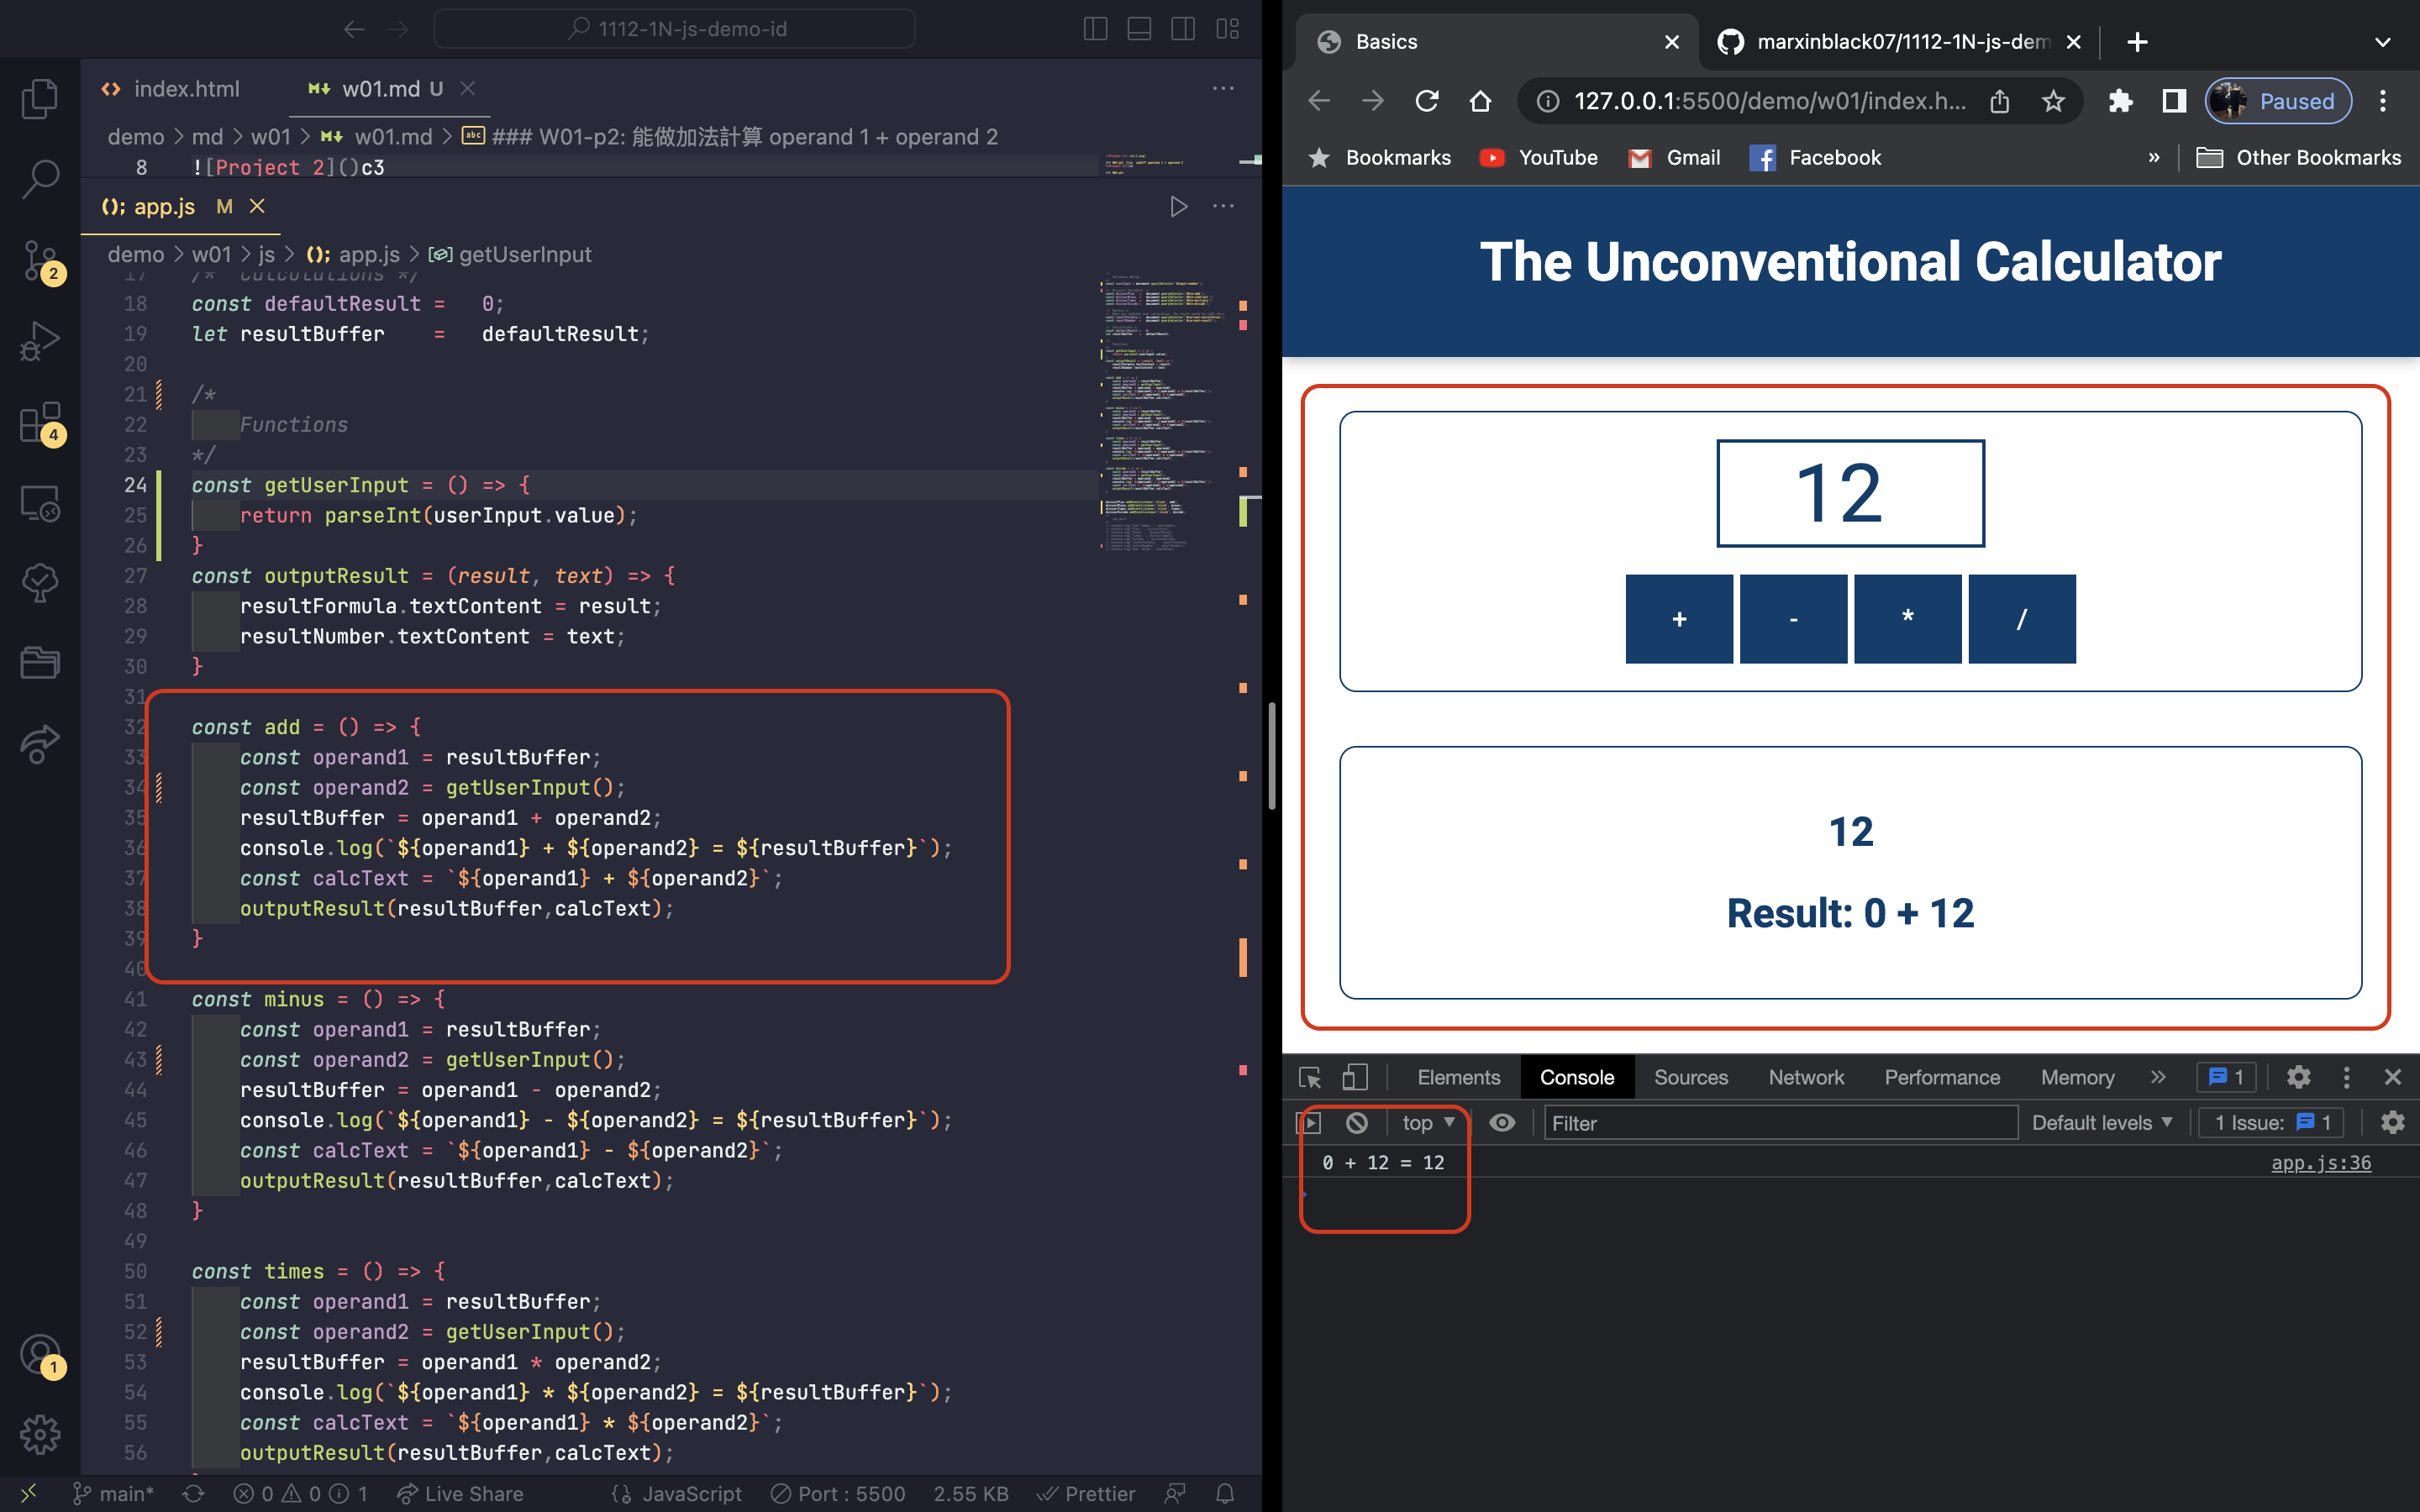 1112-1N-js-demo-id
index.html
w01.md U
demo > md > w01 > w01.md > ### W01-p2: 能做加法計算 operand 1 + operand 2
8 ![Project 2]()c3
app.js M
demo > w01 > js > app.js > getUserInput
17 /* Calculations */
18 const defaultResult = 0;
19 let resultBuffer = defaultResult;
20
21 /*
22 Functions
23 */
24 const getUserInput = () => {
25 return parseInt(userInput.value);
26 }
27 const outputResult = (result, text) => {
28 resultFormula.textContent = result;
29 resultNumber.textContent = text;
30 }
31
32 const add = () => {
33 const operand1 = resultBuffer;
34 const operand2 = getUserInput();
35 resultBuffer = operand1 + operand2;
36 console.log(`${operand1} + ${operand2} = ${resultBuffer}`);
37 const calcText = `${operand1} + ${operand2}`;
38 outputResult(resultBuffer,calcText);
39 }
40
41 const minus = () => {
42 const operand1 = resultBuffer;
43 const operand2 = getUserInput();
44 resultBuffer = operand1 - operand2;
45 console.log(`${operand1} - ${operand2} = ${resultBuffer}`);
46 const calcText = `${operand1} - ${operand2}`;
47 outputResult(resultBuffer,calcText);
48 }
49
50 const times = () => {
51 const operand1 = resultBuffer;
52 const operand2 = getUserInput();
53 resultBuffer = operand1 * operand2;
54 console.log(`${operand1} * ${operand2} = ${resultBuffer}`);
55 const calcText = `${operand1} * ${operand2}`;
56 outputResult(resultBuffer,calcText);
2
4
1
main* 0 0 1 Live Share JavaScript Port : 5500 2.55 KB Prettier
Basics
marxinblack07/1112-1N-js-dem
127.0.0.1:5500/demo/w01/index.h...
Paused
Bookmarks YouTube Gmail Facebook » Other Bookmarks
The Unconventional Calculator
12
+ - * /
12
Result: 0 + 12
Elements Console Sources Network Performance Memory » 1
top Filter Default levels 1 Issue: 1
0 + 12 = 12 app.js:36